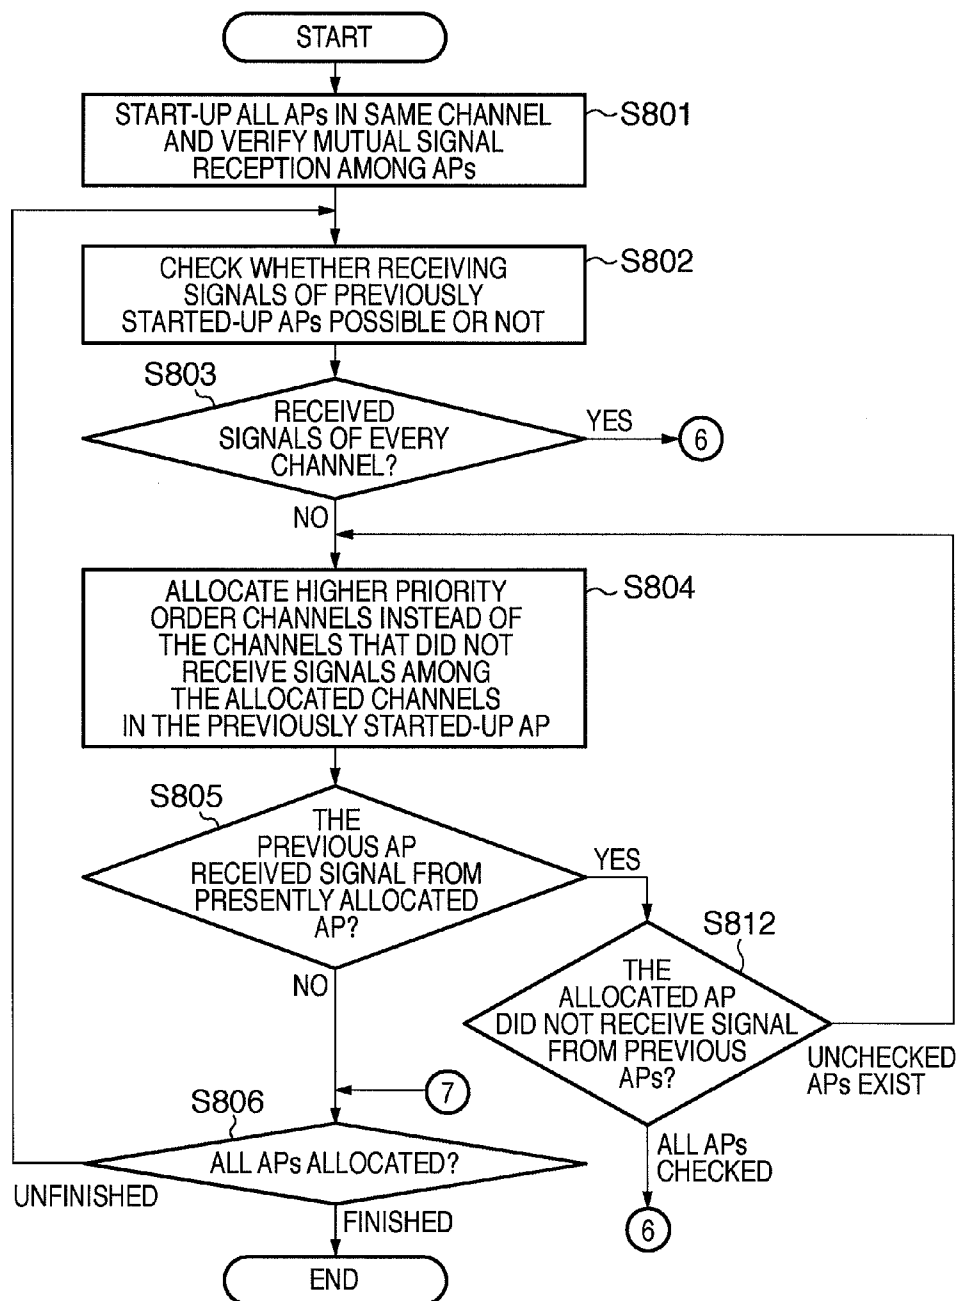 START
START-UP ALL APs IN SAME CHANNEL
AND VERIFY MUTUAL SIGNAL
RECEPTION AMONG APs
S801
CHECK WHETHER RECEIVING
SIGNALS OF PREVIOUSLY
STARTED-UP APs POSSIBLE OR NOT
S802
S803
RECEIVED
SIGNALS OF EVERY
CHANNEL?
YES
6
NO
ALLOCATE HIGHER PRIORITY
ORDER CHANNELS INSTEAD OF
THE CHANNELS THAT DID NOT
RECEIVE SIGNALS AMONG
THE ALLOCATED CHANNELS
IN THE PREVIOUSLY STARTED-UP AP
S804
S805
THE
PREVIOUS AP
RECEIVED SIGNAL FROM
PRESENTLY ALLOCATED
AP?
YES
NO
S812
THE
ALLOCATED AP
DID NOT RECEIVE SIGNAL
FROM PREVIOUS
APs?
UNCHECKED
APs EXIST
ALL APs
CHECKED
6
7
S806
ALL APs ALLOCATED?
UNFINISHED
FINISHED
END